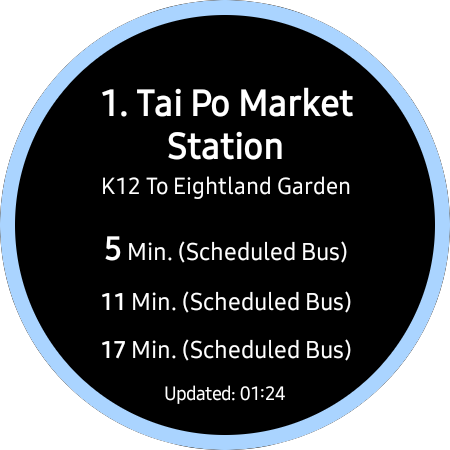 1. Tai Po Market
Station
K12 To Eightland Garden
5 Min. (Scheduled Bus)
11 Min. (Scheduled Bus)
17 Min. (Scheduled Bus)
Updated: 01:24